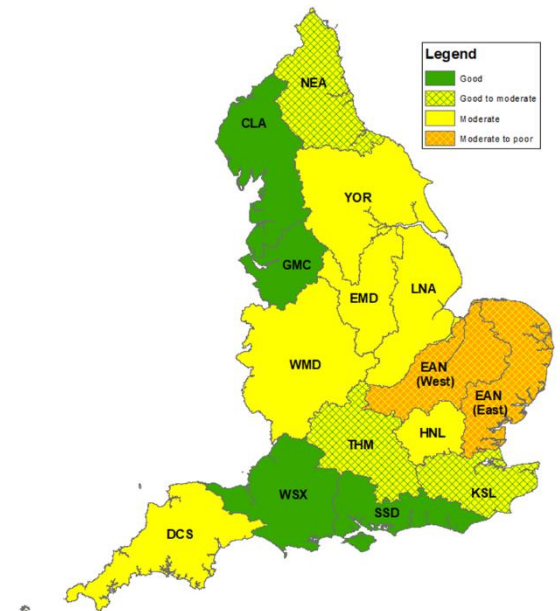 Legend
Good
Good to moderate
Moderate
Moderate to poor
NEA
CLA
YOR
GMC
EMD
LNA
WMD
EAN
(West)
EAN
(East)
HNL
THM
WSX
KSL
SSD
DCS